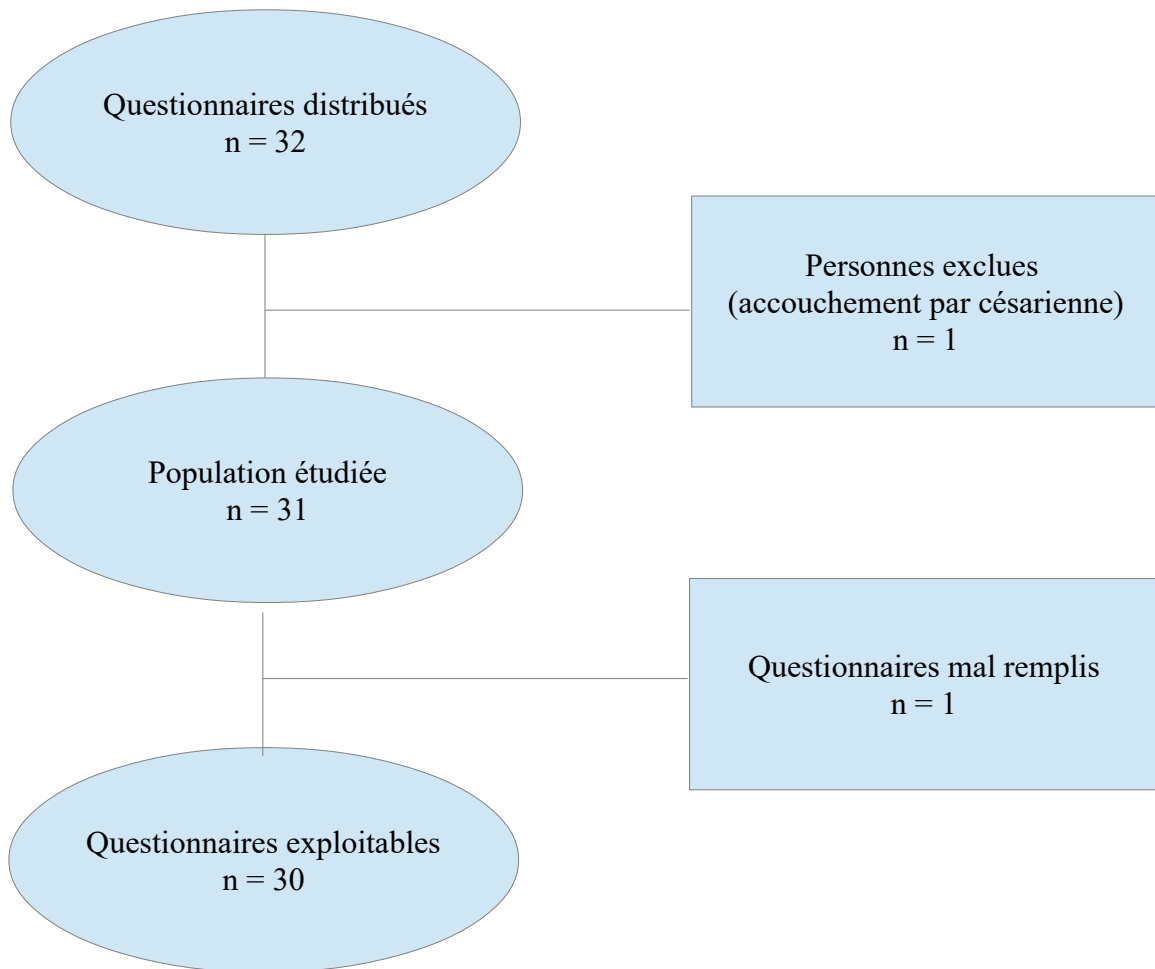 Questionnaires distribués
n = 32
Personnes exclues
(accouchement par césarienne)
n = 1
Population étudiée
n = 31
Questionnaires mal remplis
n = 1
Questionnaires exploitables
n = 30